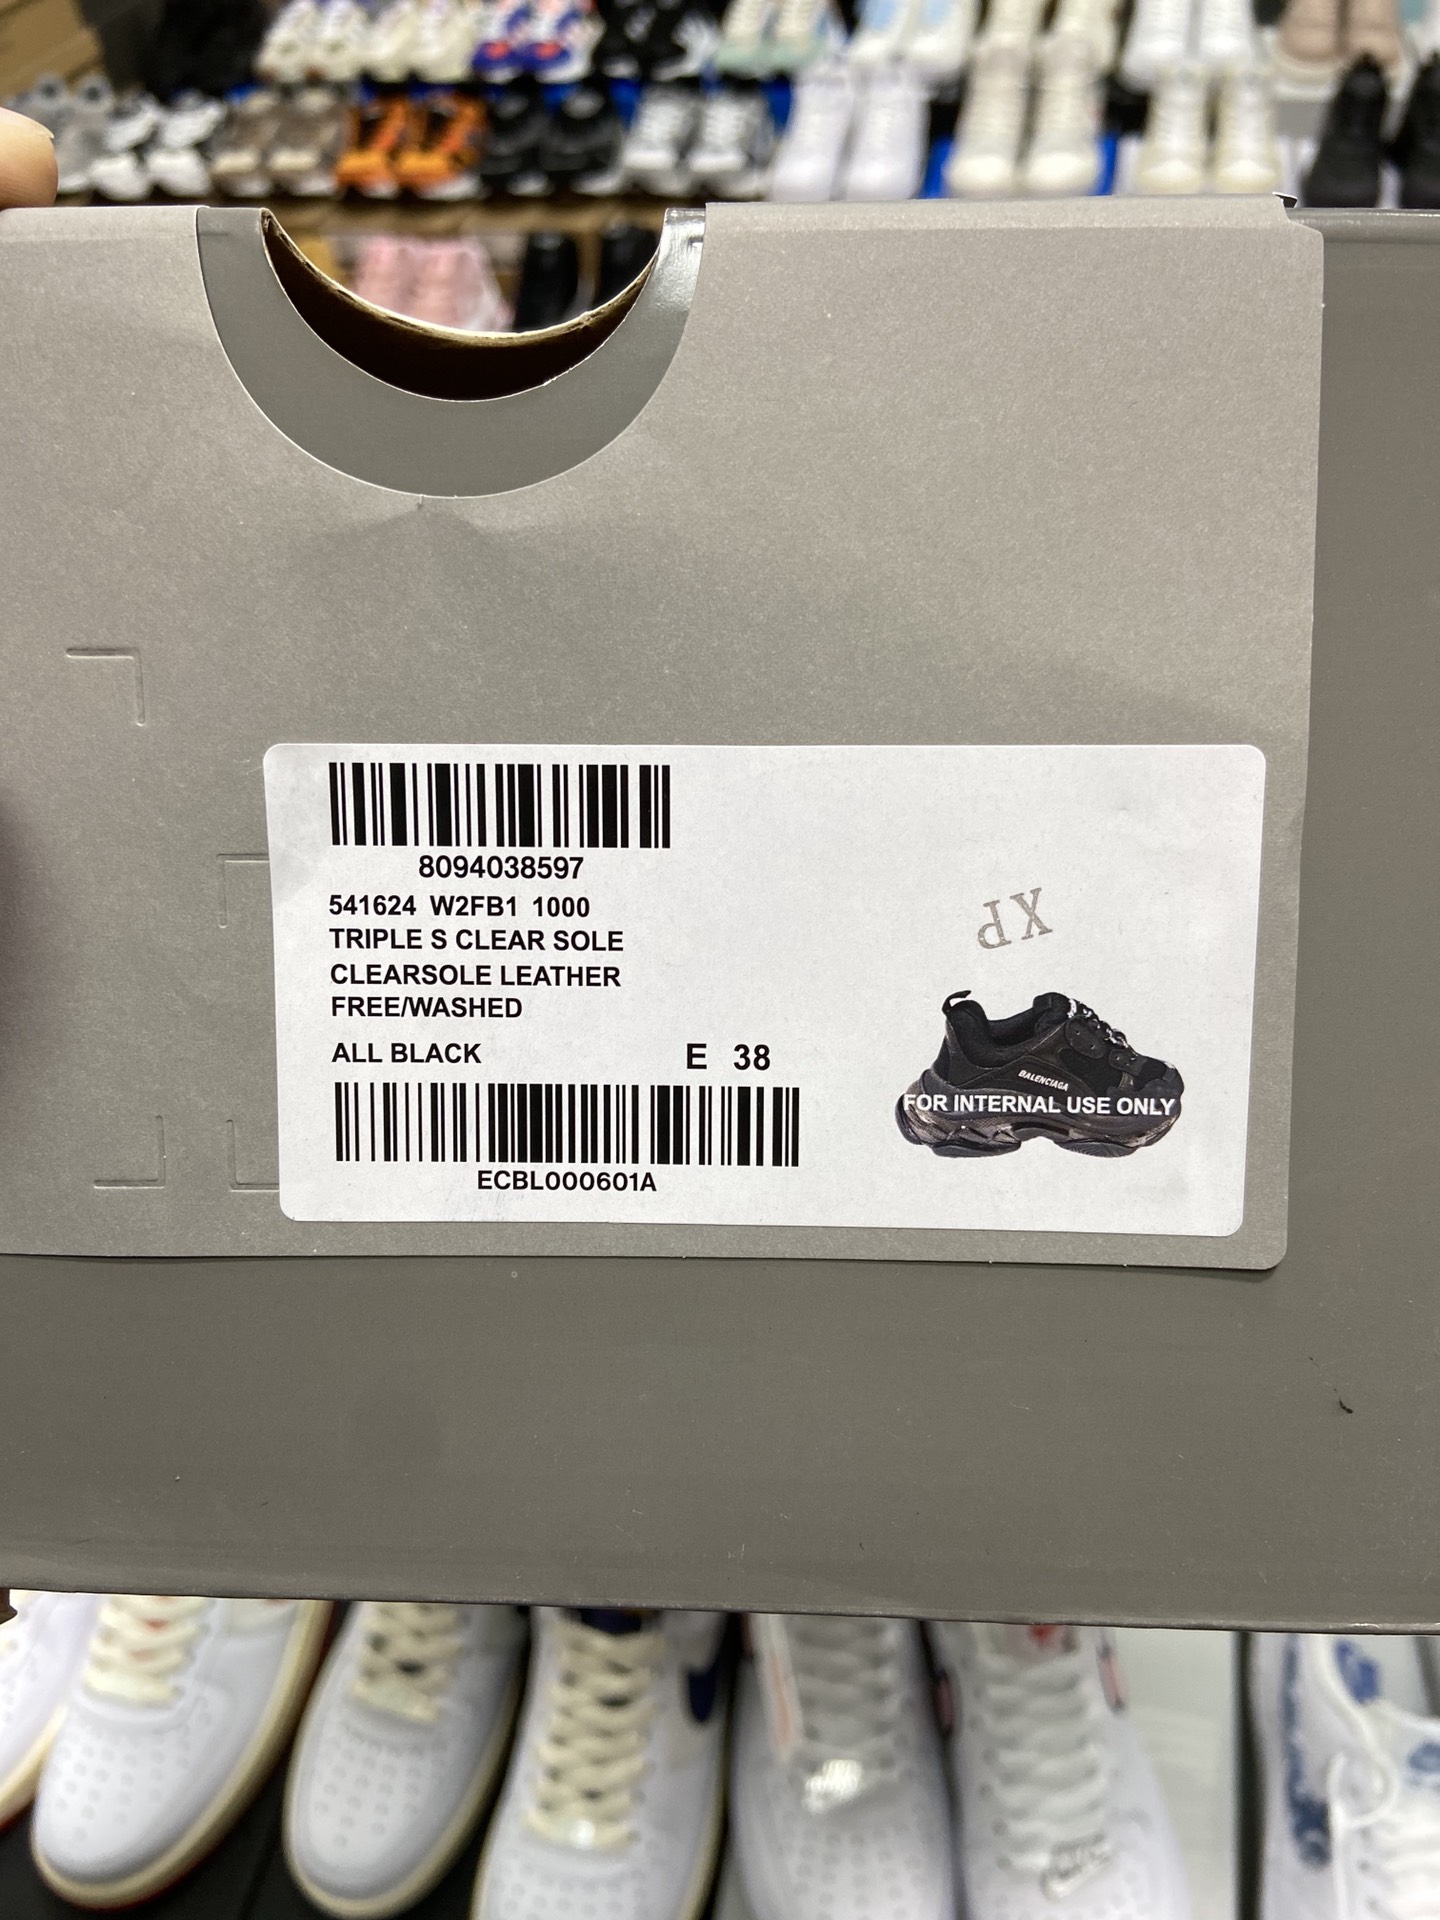 8094038597
541624 W2FB1 1000
TRIPLE S CLEAR SOLE
CLEARSOLE LEATHER
FREE/WASHED
ALL BLACK E 38
ECBL000601A
XP
BALENCIAGA
FOR INTERNAL USE ONLY